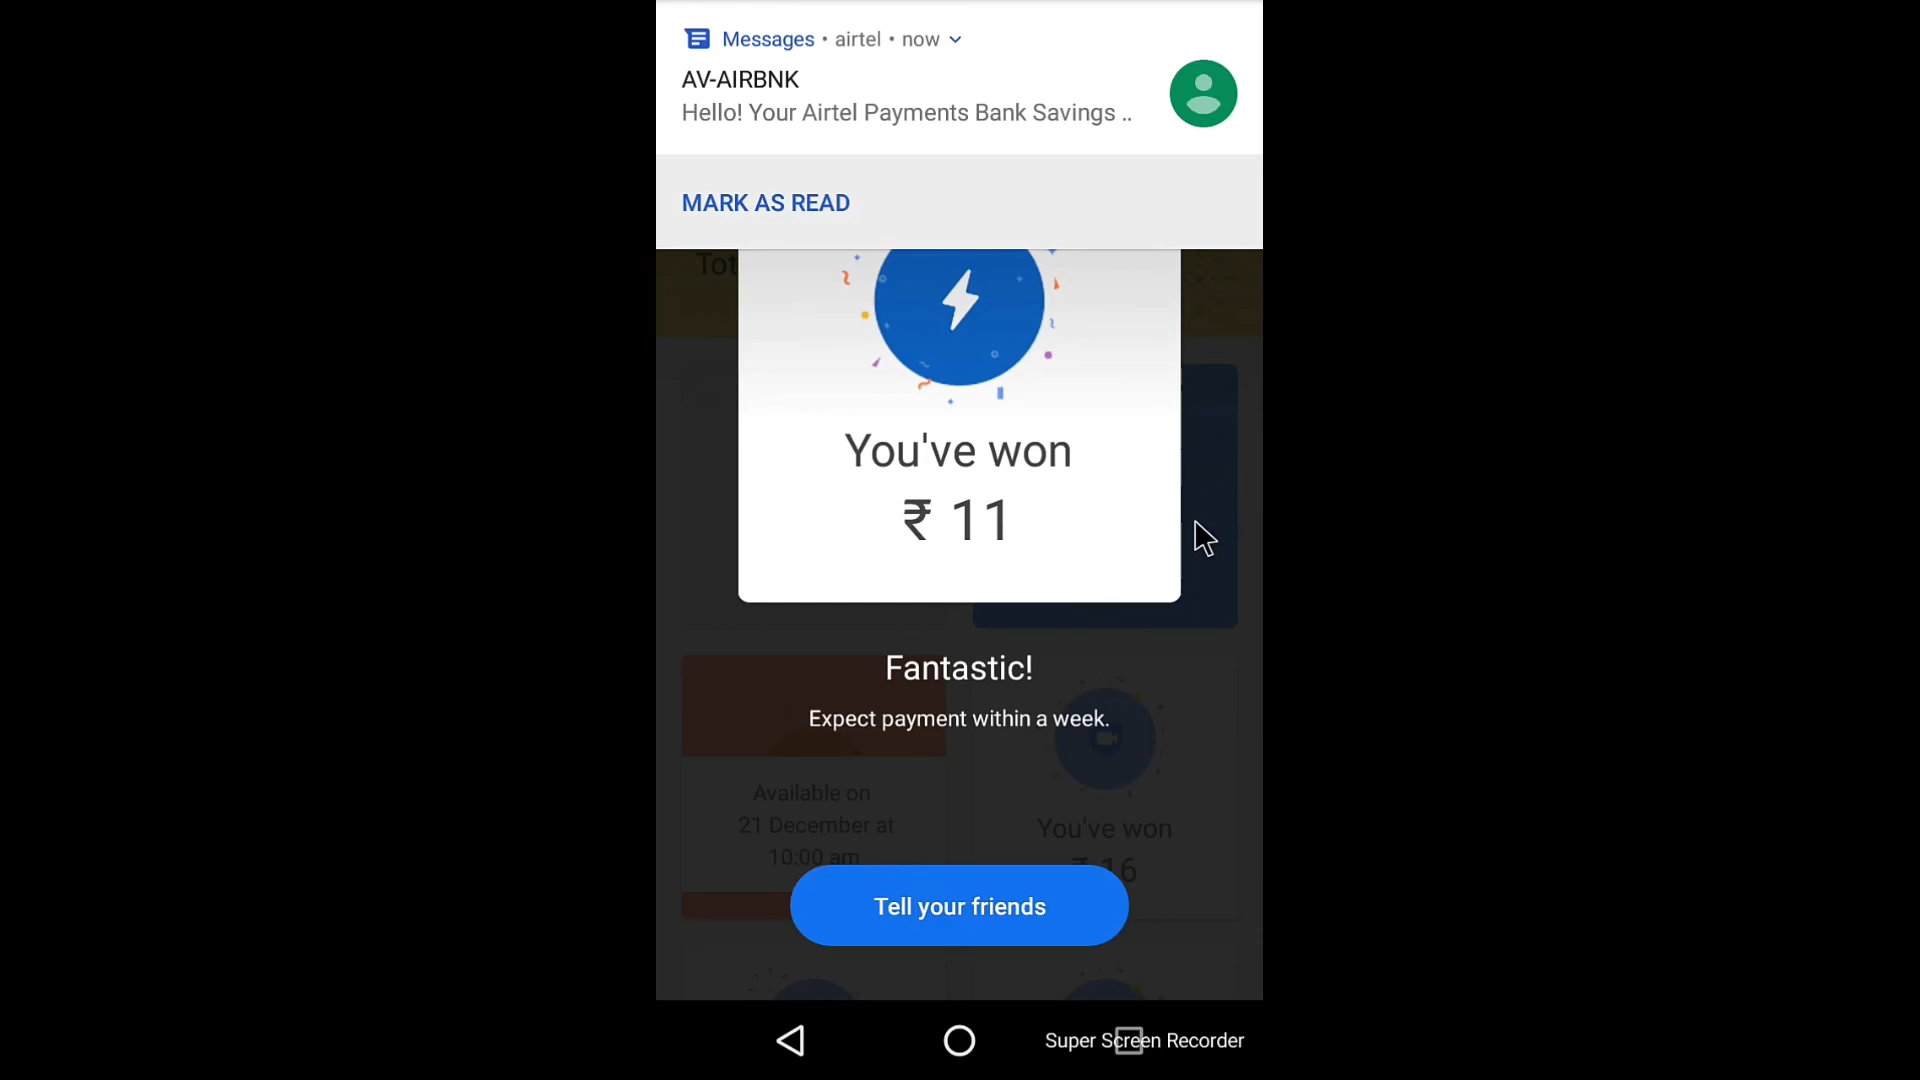 Messages • airtel • now
AV-AIRBNK
Hello! Your Airtel Payments Bank Savings ..
MARK AS READ
Tot
You've won
₹ 11
Fantastic!
Expect payment within a week.
Available on
21 December at
10:00 am
You've won
₹ 16
Tell your friends
Super Screen Recorder